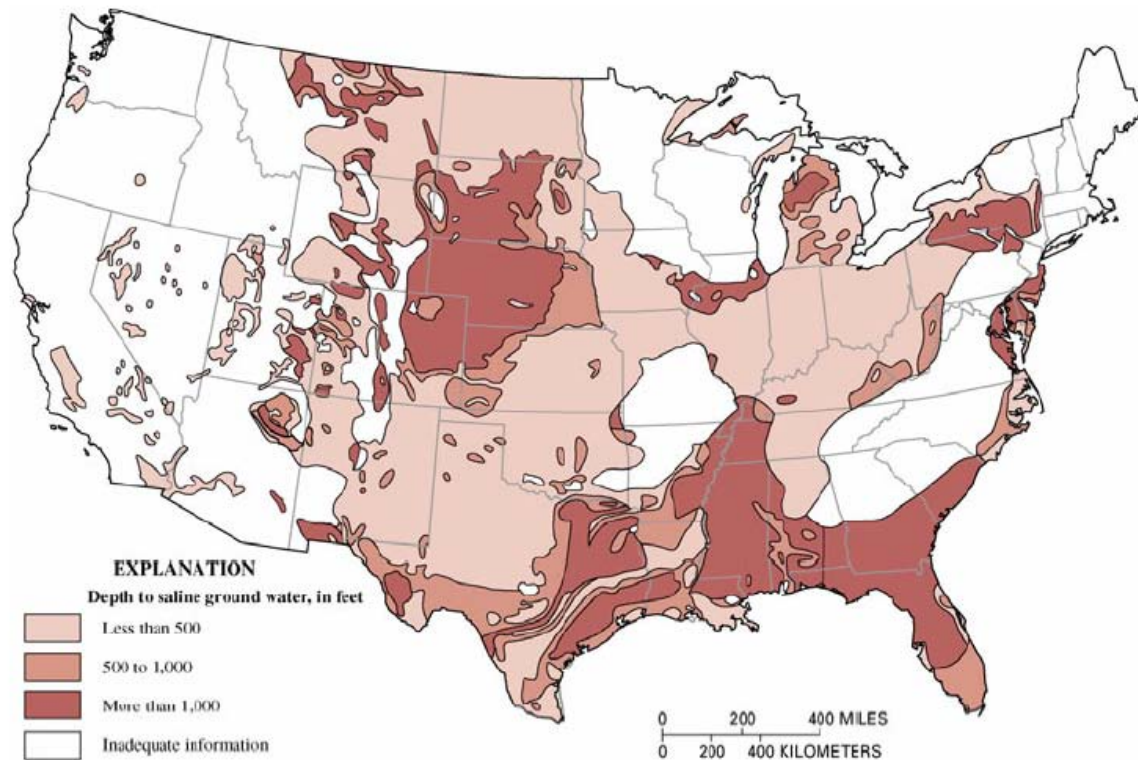 EXPLANATION
Depth to saline ground water, in feet
Less than 500
500 to 1,000
More than 1,000
Inadequate information
0 200 400 MILES
0 200 400 KILOMETERS